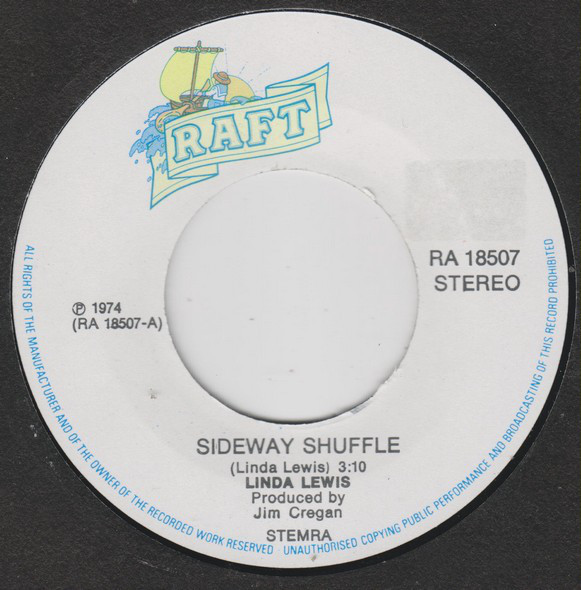 RAFT
RA 18507
STEREO
℗ 1974
(RA 18507-A)
SIDEWAY SHUFFLE
(Linda Lewis) 3:10
LINDA LEWIS
Produced by
Jim Cregan
STEMRA
ALL RIGHTS OF THE MANUFACTURER AND OF THE OWNER OF THE RECORDED WORK RESERVED · UNAUTHORISED COPYING PUBLIC PERFORMANCE AND BROADCASTING OF THIS RECORD PROHIBITED